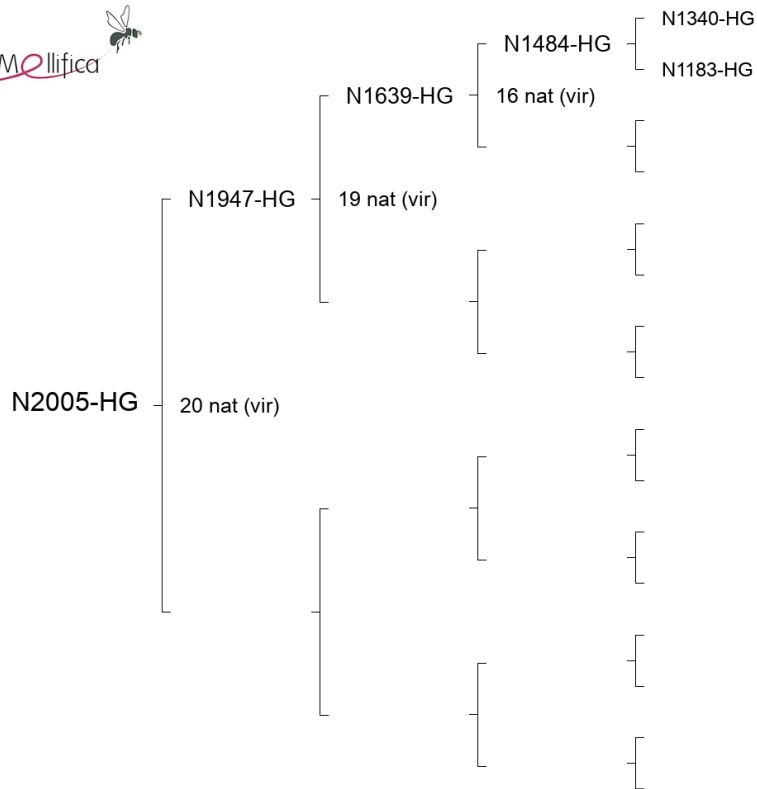 Mellifica
N1340-HG
N1484-HG
N1183-HG
N1639-HG
16 nat (vir)
N1947-HG
19 nat (vir)
N2005-HG
20 nat (vir)